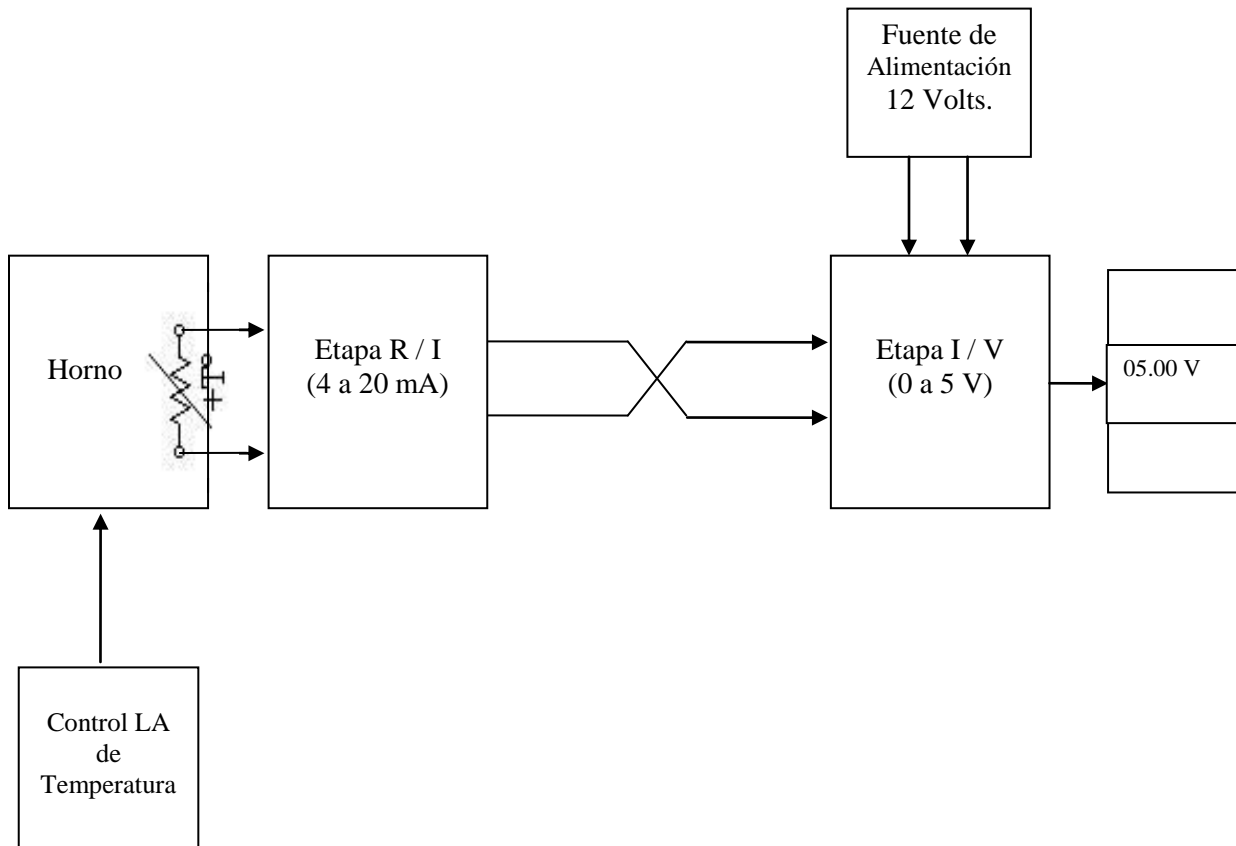 Fuente de
Alimentación
12 Volts.
Horno
+ t°
Etapa R / I
(4 a 20 mA)
Etapa I / V
(0 a 5 V)
05.00 V
Control LA
de
Temperatura